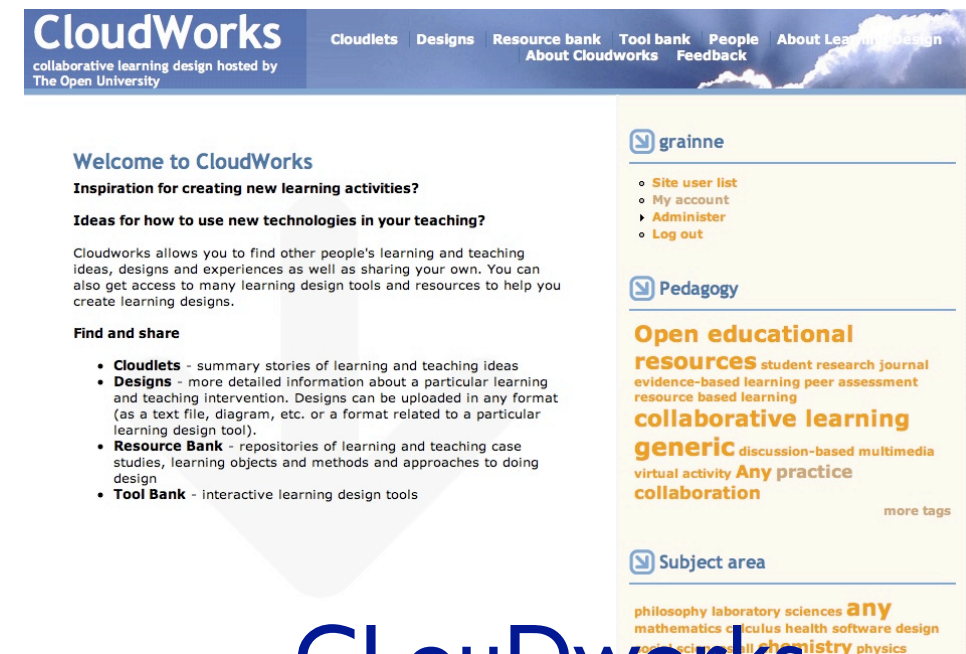 CloudWorks
collaborative learning design hosted by
The Open University
Cloudlets Designs Resource bank Tool bank People About Learning Design
About Cloudworks Feedback
Welcome to CloudWorks
Inspiration for creating new learning activities?
Ideas for how to use new technologies in your teaching?
Cloudworks allows you to find other people's learning and teaching
ideas, designs and experiences as well as sharing your own. You can
also get access to many learning design tools and resources to help you
create learning designs.
Find and share
Cloudlets - summary stories of learning and teaching ideas
Designs - more detailed information about a particular learning
and teaching intervention. Designs can be uploaded in any format
(as a text file, diagram, etc. or a format related to a particular
learning design tool).
Resource Bank - repositories of learning and teaching case
studies, learning objects and methods and approaches to doing
design
Tool Bank - interactive learning design tools
grainne
Site user list
My account
Administer
Log out
Pedagogy
Open educational
resources student research journal
evidence-based learning peer assessment
resource based learning
collaborative learning
generic discussion-based multimedia
virtual activity Any practice
collaboration
more tags
Subject area
philosophy laboratory sciences any
mathematics calculus health software design
social sciences all chemistry physics
CLouDworks